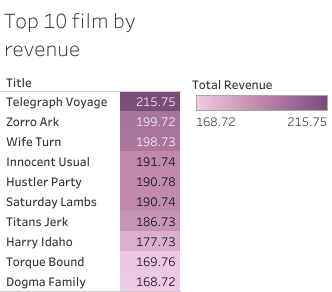 Top 10 film by
revenue
Title
Telegraph Voyage 215.75
Zorro Ark 199.72
Wife Turn 198.73
Innocent Usual 191.74
Hustler Party 190.78
Saturday Lambs 190.74
Titans Jerk 186.73
Harry Idaho 177.73
Torque Bound 169.76
Dogma Family 168.72
Total Revenue
168.72 215.75